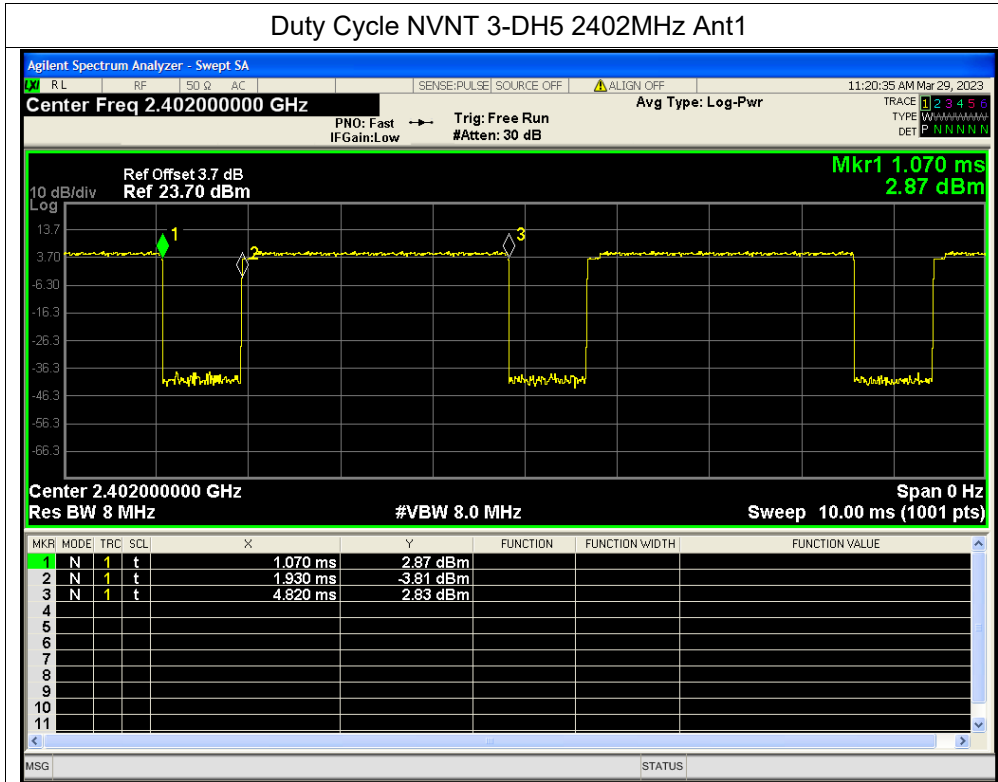 Duty Cycle NVNT 3-DH5 2402MHz Ant1
Agilent Spectrum Analyzer - Swept SA
LXI RL RF 50 Ω AC SENSE:PULSE SOURCE OFF ALIGN OFF 11:20:35 AM Mar 29, 2023
Center Freq 2.402000000 GHz Avg Type: Log-Pwr TRACE 1 2 3 4 5 6
PNO: Fast Trig: Free Run TYPE WWWWWW
IFGain:Low #Atten: 30 dB DET P N N N N N
Mkr1 1.070 ms
Ref Offset 3.7 dB
10 dB/div Ref 23.70 dBm 2.87 dBm
Log
13.7
1 3
3.70 2
-6.30
-16.3
-26.3
-36.3
-46.3
-56.3
-66.3
Center 2.402000000 GHz Span 0 Hz
Res BW 8 MHz #VBW 8.0 MHz Sweep 10.00 ms (1001 pts)
MKR MODE TRC SCL X Y FUNCTION FUNCTION WIDTH FUNCTION VALUE
1 N 1 t 1.070 ms 2.87 dBm
2 N 1 t 1.930 ms -3.81 dBm
3 N 1 t 4.820 ms 2.83 dBm
4
5
6
7
8
9
10
11
MSG STATUS